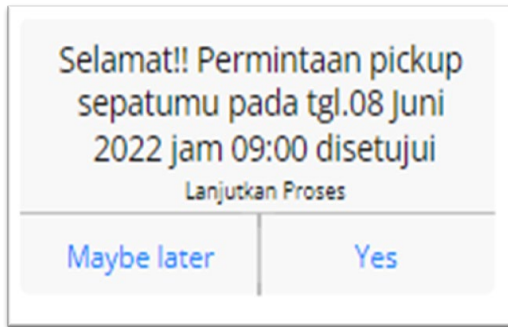 Selamat!! Permintaan pickup
sepatumu pada tgl.08 Juni
2022 jam 09:00 disetujui
Lanjutkan Proses
Maybe later
Yes